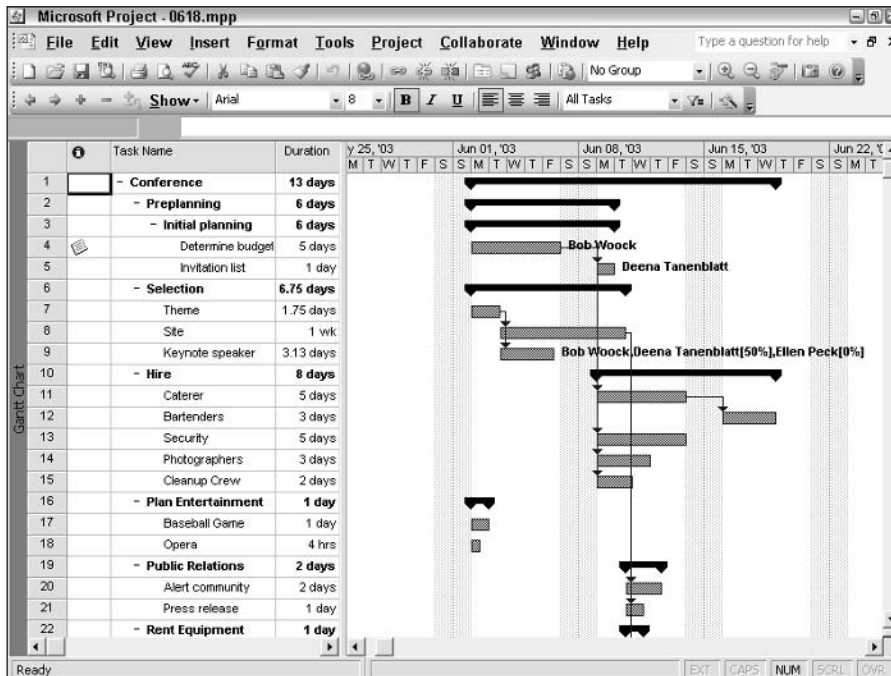 Microsoft Project - 0618.mpp
File Edit View Insert Format Tools Project Collaborate Window Help Type a question for help
No Group
Show Arial 8 B I U All Tasks
Task Name Duration y 25, '03 Jun 01, '03 Jun 08, '03 Jun 15, '03 Jun 22, '0
M T W T F S S M T W T F S S M T W T F S S M T W T F S S M T
1 - Conference 13 days
2 - Preplanning 6 days
3 - Initial planning 6 days
4 Determine budget 5 days Bob Woock
5 Invitation list 1 day Deena Tanenblatt
6 - Selection 6.75 days
7 Theme 1.75 days
8 Site 1 wk
9 Keynote speaker 3.13 days Bob Woock,Deena Tanenblatt[50%],Ellen Peck[0%]
10 - Hire 8 days
11 Caterer 5 days
12 Bartenders 3 days
13 Security 5 days
14 Photographers 3 days
15 Cleanup Crew 2 days
16 - Plan Entertainment 1 day
17 Baseball Game 1 day
18 Opera 4 hrs
19 - Public Relations 2 days
20 Alert community 2 days
21 Press release 1 day
22 - Rent Equipment 1 day
Gantt Chart
Ready EXT CAPS NUM SCRL OVR